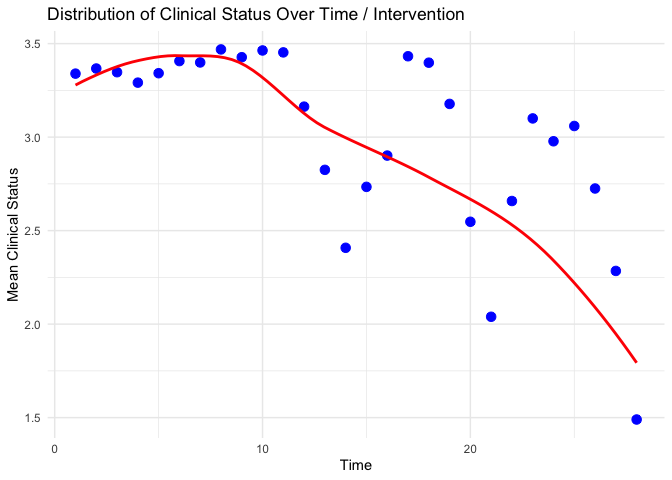 Distribution of Clinical Status Over Time / Intervention
Mean Clinical Status
3.5
3.0
2.5
2.0
1.5
0
10
20
Time